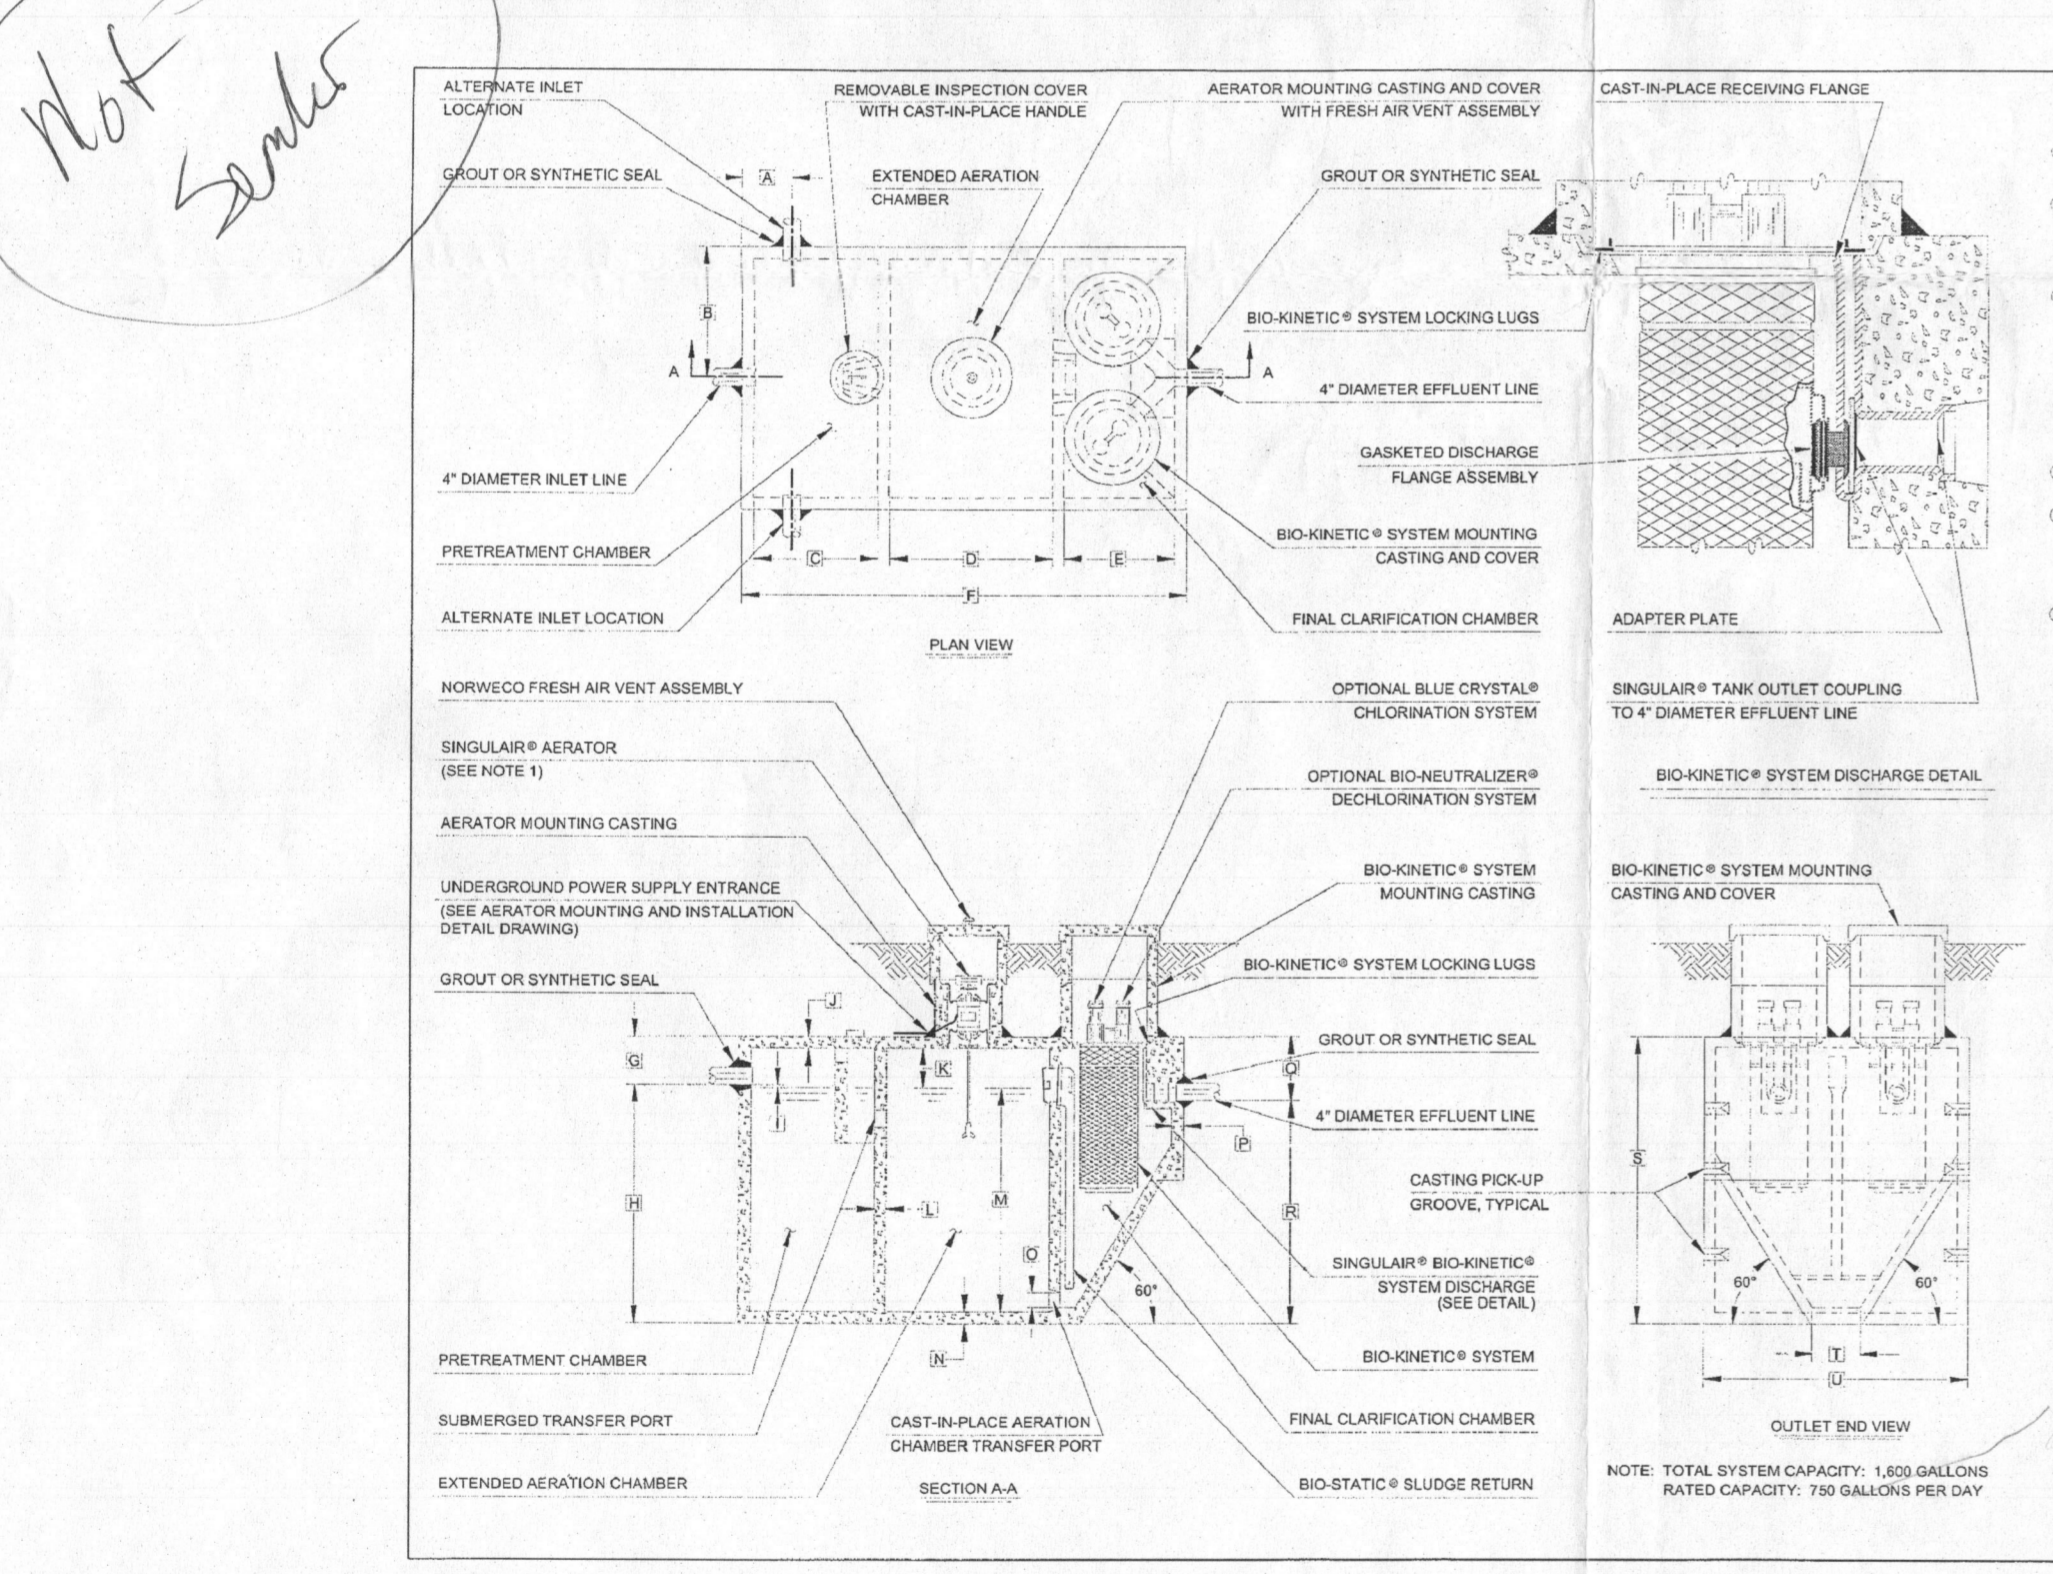 Not
ALTERNATE INLET
LOCATION
REMOVABLE INSPECTION COVER
WITH CAST-IN-PLACE HANDLE
AERATOR MOUNTING CASTING AND COVER
WITH FRESH AIR VENT ASSEMBLY
CAST-IN-PLACE RECEIVING FLANGE
GROUT OR SYNTHETIC SEAL
A
EXTENDED AERATION
CHAMBER
GROUT OR SYNTHETIC SEAL
B
BIO-KINETIC® SYSTEM LOCKING LUGS
A
A
4" DIAMETER EFFLUENT LINE
GASKETED DISCHARGE
FLANGE ASSEMBLY
4" DIAMETER INLET LINE
BIO-KINETIC® SYSTEM MOUNTING
CASTING AND COVER
PRETREATMENT CHAMBER
C
D
E
F
ALTERNATE INLET LOCATION
FINAL CLARIFICATION CHAMBER
ADAPTER PLATE
PLAN VIEW
NORWECO FRESH AIR VENT ASSEMBLY
OPTIONAL BLUE CRYSTAL®
CHLORINATION SYSTEM
SINGULAIR® TANK OUTLET COUPLING
TO 4" DIAMETER EFFLUENT LINE
SINGULAIR® AERATOR
(SEE NOTE 1)
OPTIONAL BIO-NEUTRALIZER®
DECHLORINATION SYSTEM
BIO-KINETIC® SYSTEM DISCHARGE DETAIL
AERATOR MOUNTING CASTING
UNDERGROUND POWER SUPPLY ENTRANCE
(SEE AERATOR MOUNTING AND INSTALLATION
DETAIL DRAWING)
BIO-KINETIC® SYSTEM
MOUNTING CASTING
BIO-KINETIC® SYSTEM MOUNTING
CASTING AND COVER
GROUT OR SYNTHETIC SEAL
BIO-KINETIC® SYSTEM LOCKING LUGS
J
G
K
I
GROUT OR SYNTHETIC SEAL
Q
4" DIAMETER EFFLUENT LINE
P
H
L
M
O
R
S
CASTING PICK-UP
GROOVE, TYPICAL
60°
SINGULAIR® BIO-KINETIC®
SYSTEM DISCHARGE
(SEE DETAIL)
60°
60°
N
PRETREATMENT CHAMBER
BIO-KINETIC® SYSTEM
T
U
SUBMERGED TRANSFER PORT
CAST-IN-PLACE AERATION
CHAMBER TRANSFER PORT
FINAL CLARIFICATION CHAMBER
OUTLET END VIEW
EXTENDED AERATION CHAMBER
SECTION A-A
BIO-STATIC® SLUDGE RETURN
NOTE: TOTAL SYSTEM CAPACITY: 1,600 GALLONS
RATED CAPACITY: 750 GALLONS PER DAY